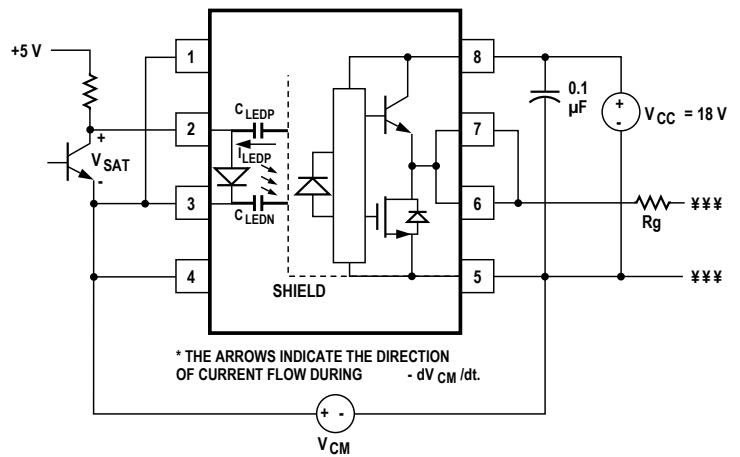 +5 V
1
8
0.1
µF
C LEDP
+
-
V CC = 18 V
2
7
+
V SAT
-
I LEDP
3
6
C LEDN
Rg
¥¥¥
4
5
SHIELD
¥¥¥
* THE ARROWS INDICATE THE DIRECTION
OF CURRENT FLOW DURING - dV CM /dt.
+ -
V CM